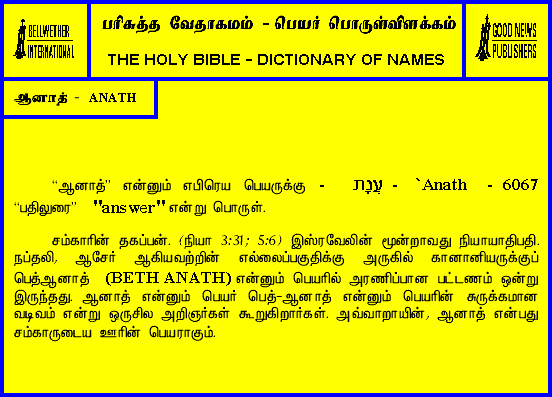 BELLWETHER
INTERNATIONAL
பரிசுத்த வேதாகமம் - பெயர் பொருள்விளக்கம்
THE HOLY BIBLE - DICTIONARY OF NAMES
GOOD NEWS
PUBLISHERS
ஆனாத் - ANATH
“ஆனாத்” என்னும் எபிரெய பெயருக்கு - עֲנָת - `Anath - 6067
“பதிலுரை” "answer" என்று பொருள்.
சம்காரின் தகப்பன். (நியா 3:31; 5:6) இஸ்ரவேலின் மூன்றாவது நியாயாதிபதி.
நப்தலி, ஆசேர் ஆகியவற்றின் எல்லைப்பகுதிக்கு அருகில் கானானியருக்குப்
பெத்ஆனாத் (BETH ANATH) என்னும் பெயரில் அரணிப்பான பட்டணம் ஒன்று
இருந்தது. ஆனாத் என்னும் பெயர் பெத்-ஆனாத் என்னும் பெயரின் சுருக்கமான
வடிவம் என்று ஒருசில அறிஞர்கள் கூறுகிறார்கள். அவ்வாறாயின், ஆனாத் என்பது
சம்காருடைய ஊரின் பெயராகும்.